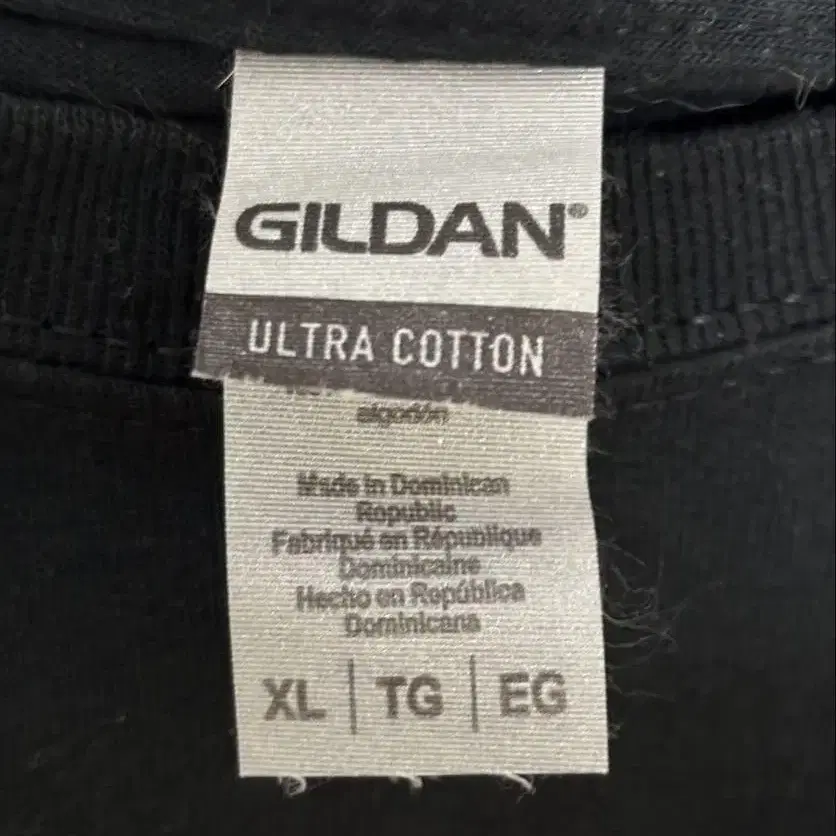 GILDAN®
ULTRA COTTON
algodón
Made in Dominican
Republic
Fabriqué en République
Dominicaine
Hecho en República
Dominicana
XL | TG | EG